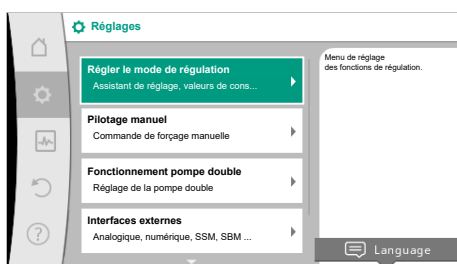 Réglages
Régler le mode de régulation
Assistant de réglage, valeurs de cons...
Pilotage manuel
Commande de forçage manuelle
Fonctionnement pompe double
Réglage de la pompe double
Interfaces externes
Analogique, numérique, SSM, SBM ...
Menu de réglage
des fonctions de régulation.
Language